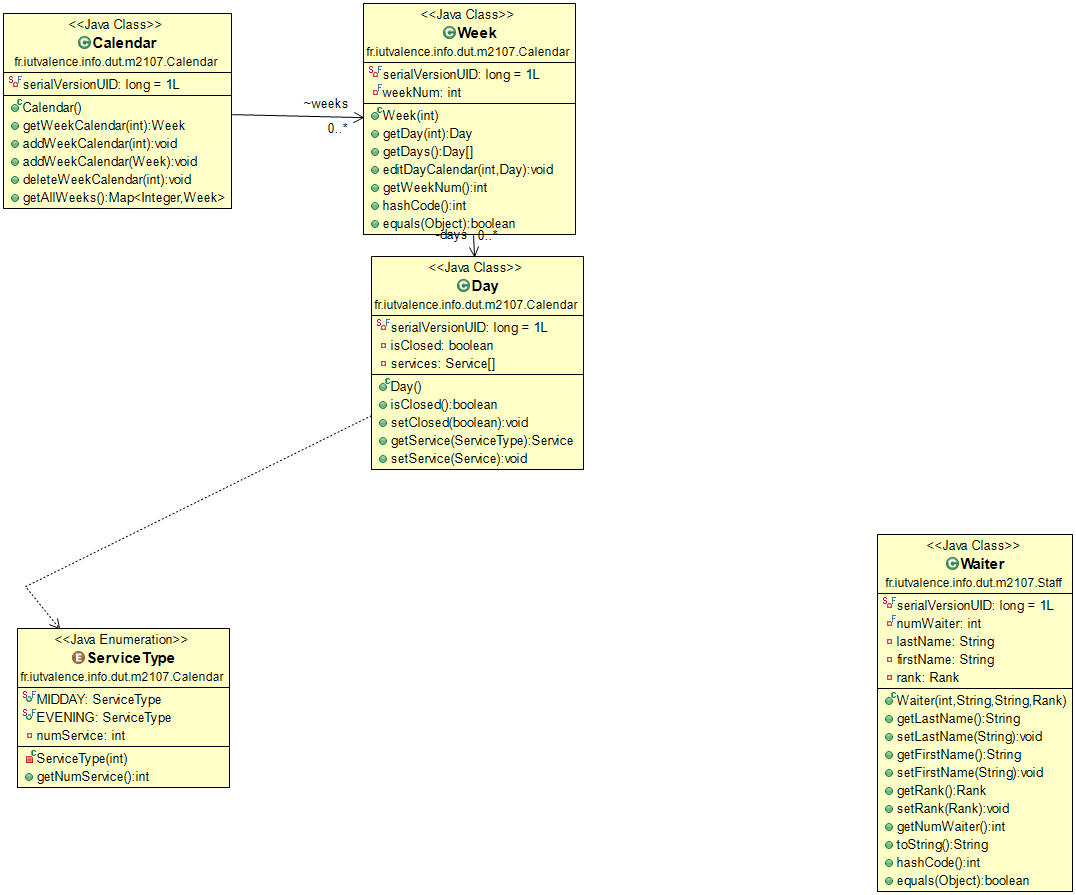 <<Java Class>>
Calendar
fr.iutvalence.info.dut.m2107.Calendar
serialVersionUID: long = 1L
Calendar()
getWeekCalendar(int):Week
addWeekCalendar(int):void
addWeekCalendar(Week):void
deleteWeekCalendar(int):void
getAllWeeks():Map<Integer,Week>
~weeks
0..*
<<Java Class>>
Week
fr.iutvalence.info.dut.m2107.Calendar
serialVersionUID: long = 1L
weekNum: int
Week(int)
getDay(int):Day
getDays():Day[]
editDayCalendar(int,Day):void
getWeekNum():int
hashCode():int
equals(Object):boolean
-days 0..*
<<Java Class>>
Day
fr.iutvalence.info.dut.m2107.Calendar
serialVersionUID: long = 1L
isClosed: boolean
services: Service[]
Day()
isClosed():boolean
setClosed(boolean):void
getService(ServiceType):Service
setService(Service):void
<<Java Enumeration>>
ServiceType
fr.iutvalence.info.dut.m2107.Calendar
MIDDAY: ServiceType
EVENING: ServiceType
numService: int
ServiceType(int)
getNumService():int
<<Java Class>>
Waiter
fr.iutvalence.info.dut.m2107.Staff
serialVersionUID: long = 1L
numWaiter: int
lastName: String
firstName: String
rank: Rank
Waiter(int,String,String,Rank)
getLastName():String
setLastName(String):void
getFirstName():String
setFirstName(String):void
getRank():Rank
setRank(Rank):void
getNumWaiter():int
toString():String
hashCode():int
equals(Object):boolean